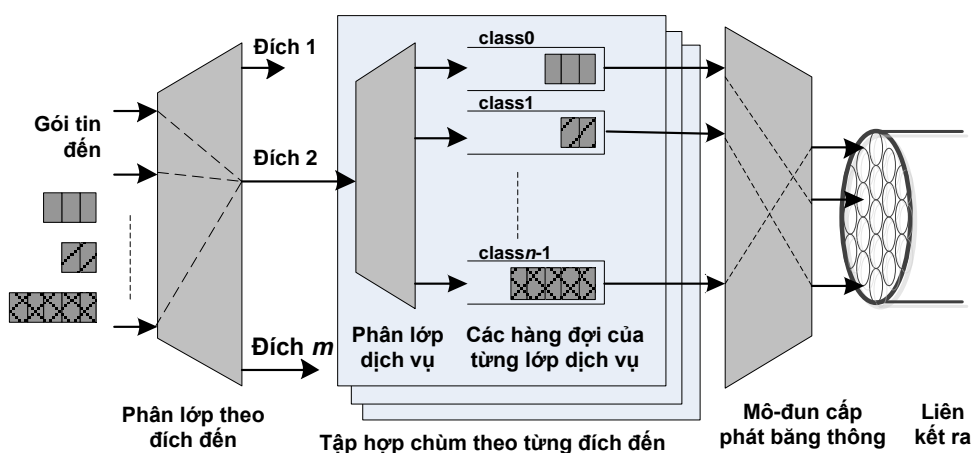 Đích 1
class0
class1
Gói tin
đến
Đích 2
classn-1
Đích m
Phân lớp
dịch vụ
Các hàng đợi của
từng lớp dịch vụ
Phân lớp theo
đích đến
Tập hợp chùm theo từng đích đến
Mô-đun cấp
phát băng thông
Liên
kết ra